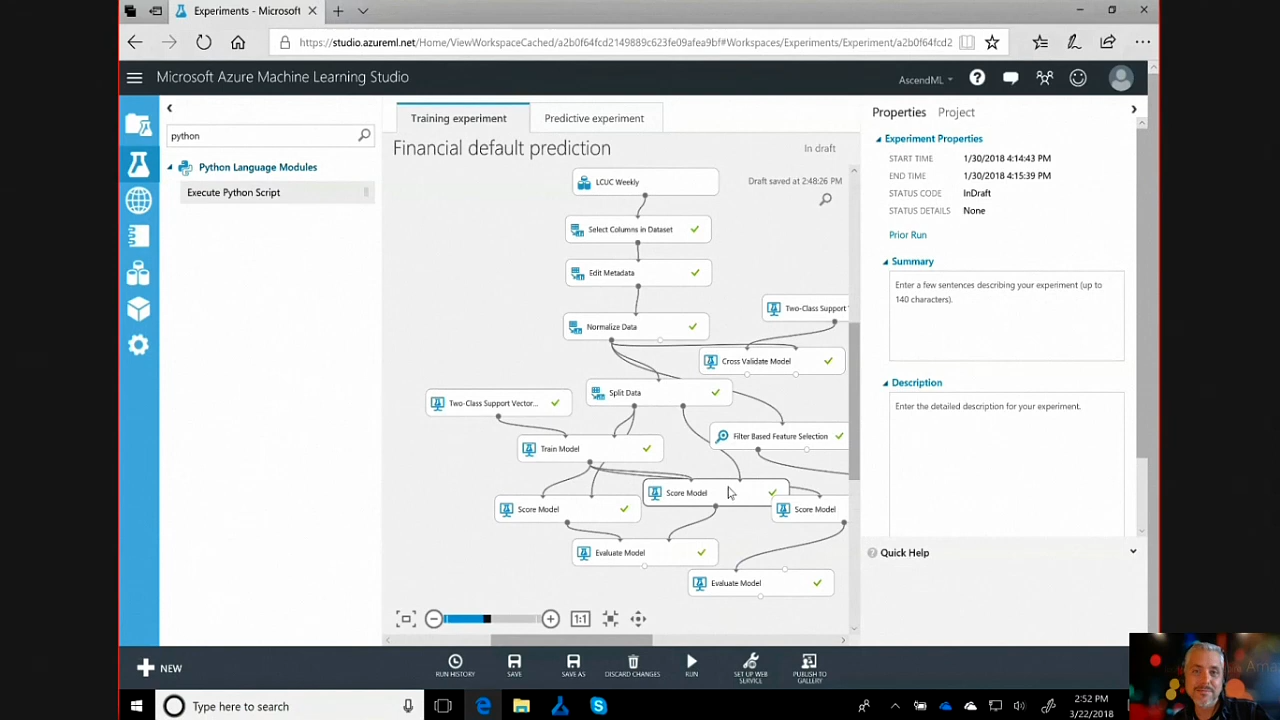 Experiments - Microsoft
https://studio.azureml.net/Home/ViewWorkspaceCached/a2b0f64fcd2149889c623fe09afea9bf#Workspaces/Experiments/Experiment/a2b0f64fcd2
Microsoft Azure Machine Learning Studio
AscendML
python
Python Language Modules
Execute Python Script
Training experiment
Predictive experiment
Financial default prediction
In draft
Draft saved at 2:48:26 PM
LCUC Weekly
Select Columns in Dataset
Edit Metadata
Two-Class Support V
Normalize Data
Cross Validate Model
Split Data
Two-Class Support Vector...
Filter Based Feature Selection
Train Model
Score Model
Score Model
Score Model
Evaluate Model
Evaluate Model
1:1
Properties
Project
Experiment Properties
START TIME 1/30/2018 4:14:43 PM
END TIME 1/30/2018 4:15:39 PM
STATUS CODE InDraft
STATUS DETAILS None
Prior Run
Summary
Enter a few sentences describing your experiment (up to
140 characters).
Description
Enter the detailed description for your experiment.
Quick Help
NEW
RUN HISTORY
SAVE
SAVE AS
DISCARD CHANGES
RUN
SET UP WEB
SERVICE
PUBLISH TO
GALLERY
Type here to search
2:52 PM
3/22/2018